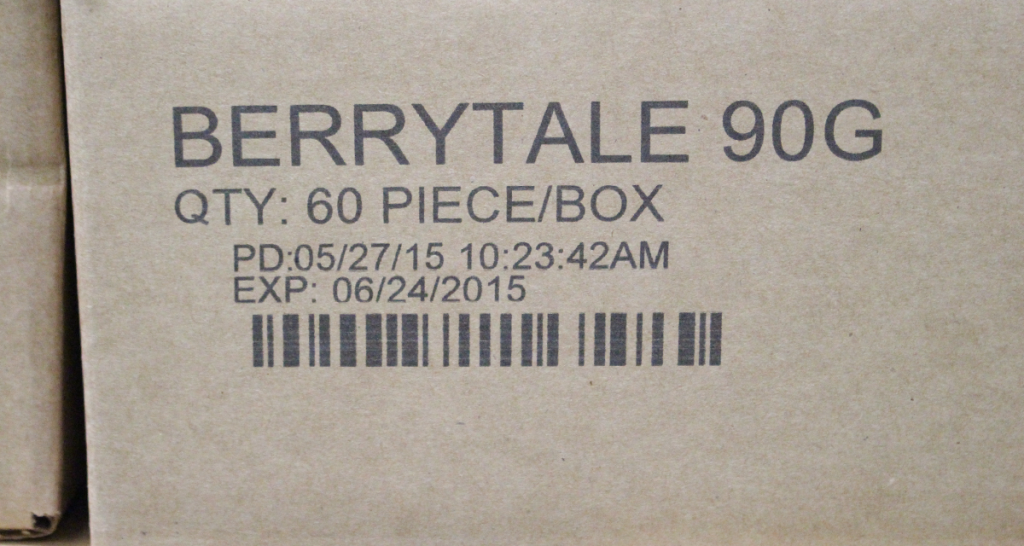 BERRYTALE 90G
QTY: 60 PIECE/BOX
PD:05/27/15 10:23:42AM
EXP: 06/24/2015